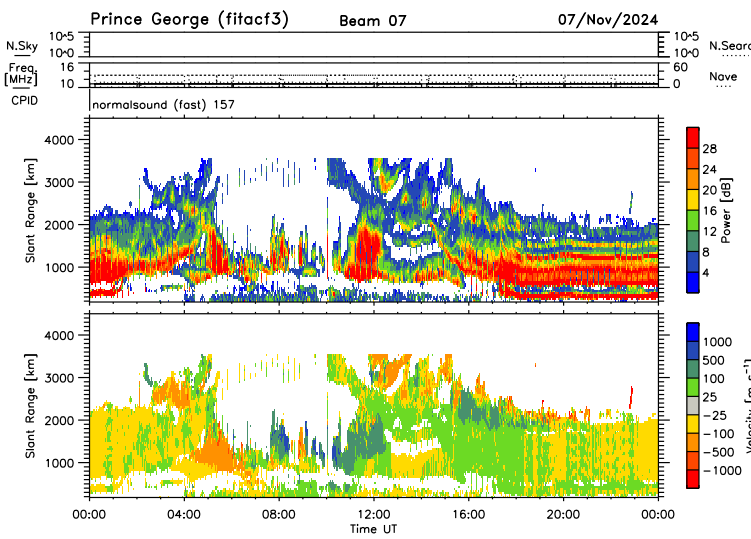 Prince George (fitacf3) Beam 07 07/Nov/2024
N.Sky 10^5 10^0 10^5 10^0 N.Sear
Freq. [MHz] 16 10 60 0 Nave
CPID normalsound (fast) 157
Slant Range [km] 4000 3000 2000 1000
28 24 20 16 12 8 4 Power [dB]
Slant Range [km] 4000 3000 2000 1000
1000 500 100 25 −25 −100 −500 −1000
00:00 04:00 08:00 12:00 16:00 20:00 00:00
Time UT